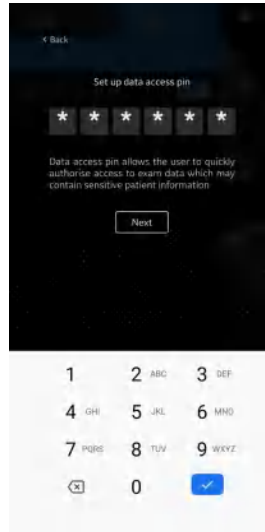 < Back
Set up data access pin
* * * * * *
Data access pin allows the user to quickly
authorise access to exam data which may
contain sensitive patient information
Next
1 2 ABC 3 DEF
4 GHI 5 JKL 6 MNO
7 PQRS 8 TUV 9 WXYZ
0